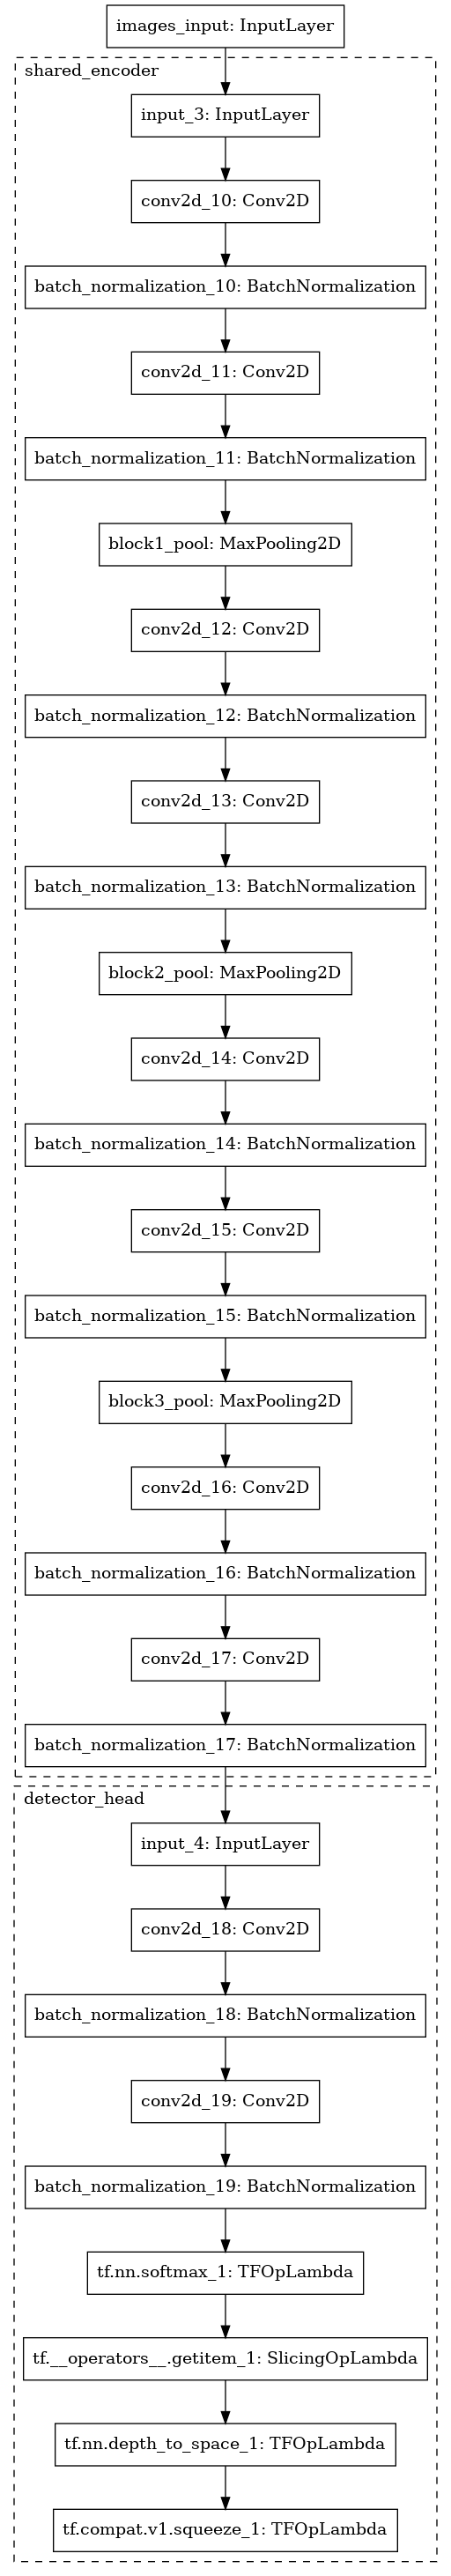 images_input: InputLayer
shared_encoder
input_3: InputLayer
conv2d_10: Conv2D
batch_normalization_10: BatchNormalization
conv2d_11: Conv2D
batch_normalization_11: BatchNormalization
block1_pool: MaxPooling2D
conv2d_12: Conv2D
batch_normalization_12: BatchNormalization
conv2d_13: Conv2D
batch_normalization_13: BatchNormalization
block2_pool: MaxPooling2D
conv2d_14: Conv2D
batch_normalization_14: BatchNormalization
conv2d_15: Conv2D
batch_normalization_15: BatchNormalization
block3_pool: MaxPooling2D
conv2d_16: Conv2D
batch_normalization_16: BatchNormalization
conv2d_17: Conv2D
batch_normalization_17: BatchNormalization
detector_head
input_4: InputLayer
conv2d_18: Conv2D
batch_normalization_18: BatchNormalization
conv2d_19: Conv2D
batch_normalization_19: BatchNormalization
tf.nn.softmax_1: TFOpLambda
tf.__operators__.getitem_1: SlicingOpLambda
tf.nn.depth_to_space_1: TFOpLambda
tf.compat.v1.squeeze_1: TFOpLambda